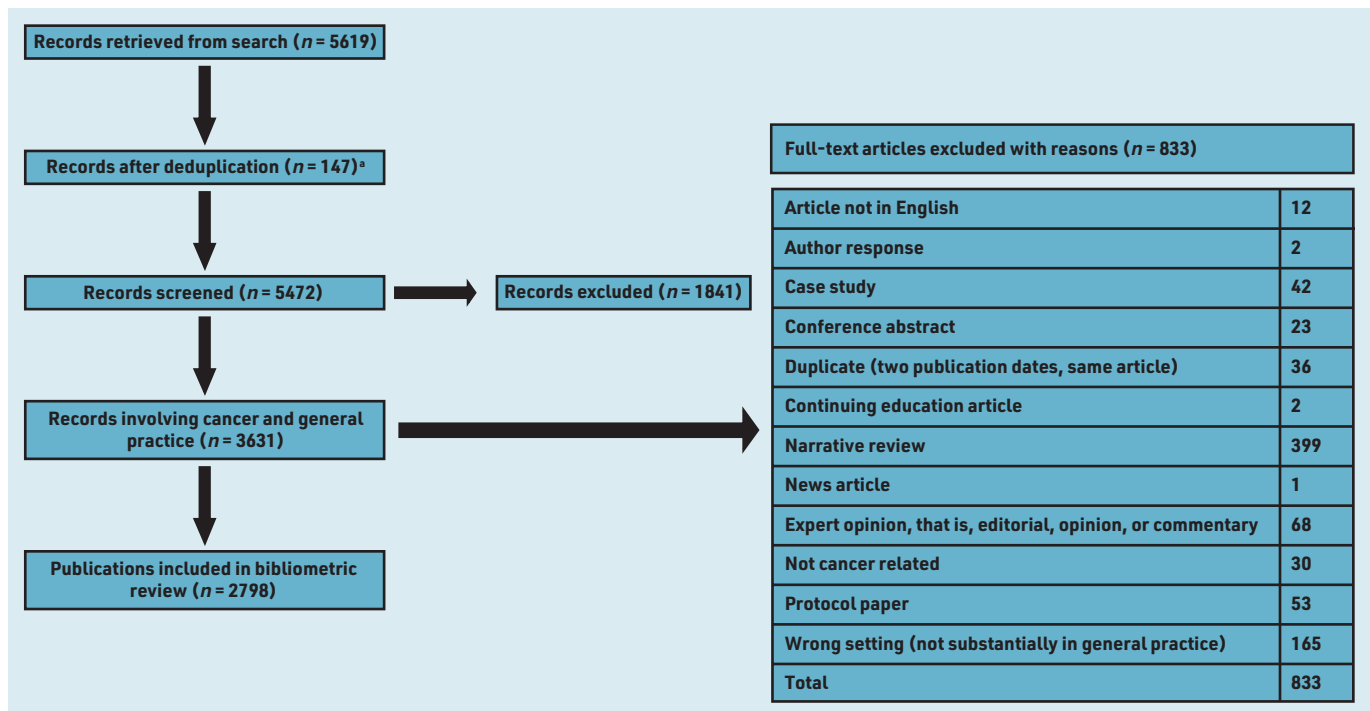 Records retrieved from search (n = 5619)
Records after deduplication (n = 147)ᵃ
Records screened (n = 5472)
Records excluded (n = 1841)
Records involving cancer and general
practice (n = 3631)
Publications included in bibliometric
review (n = 2798)
Full-text articles excluded with reasons (n = 833)
Article not in English 12
Author response 2
Case study 42
Conference abstract 23
Duplicate (two publication dates, same article) 36
Continuing education article 2
Narrative review 399
News article 1
Expert opinion, that is, editorial, opinion, or commentary 68
Not cancer related 30
Protocol paper 53
Wrong setting (not substantially in general practice) 165
Total 833